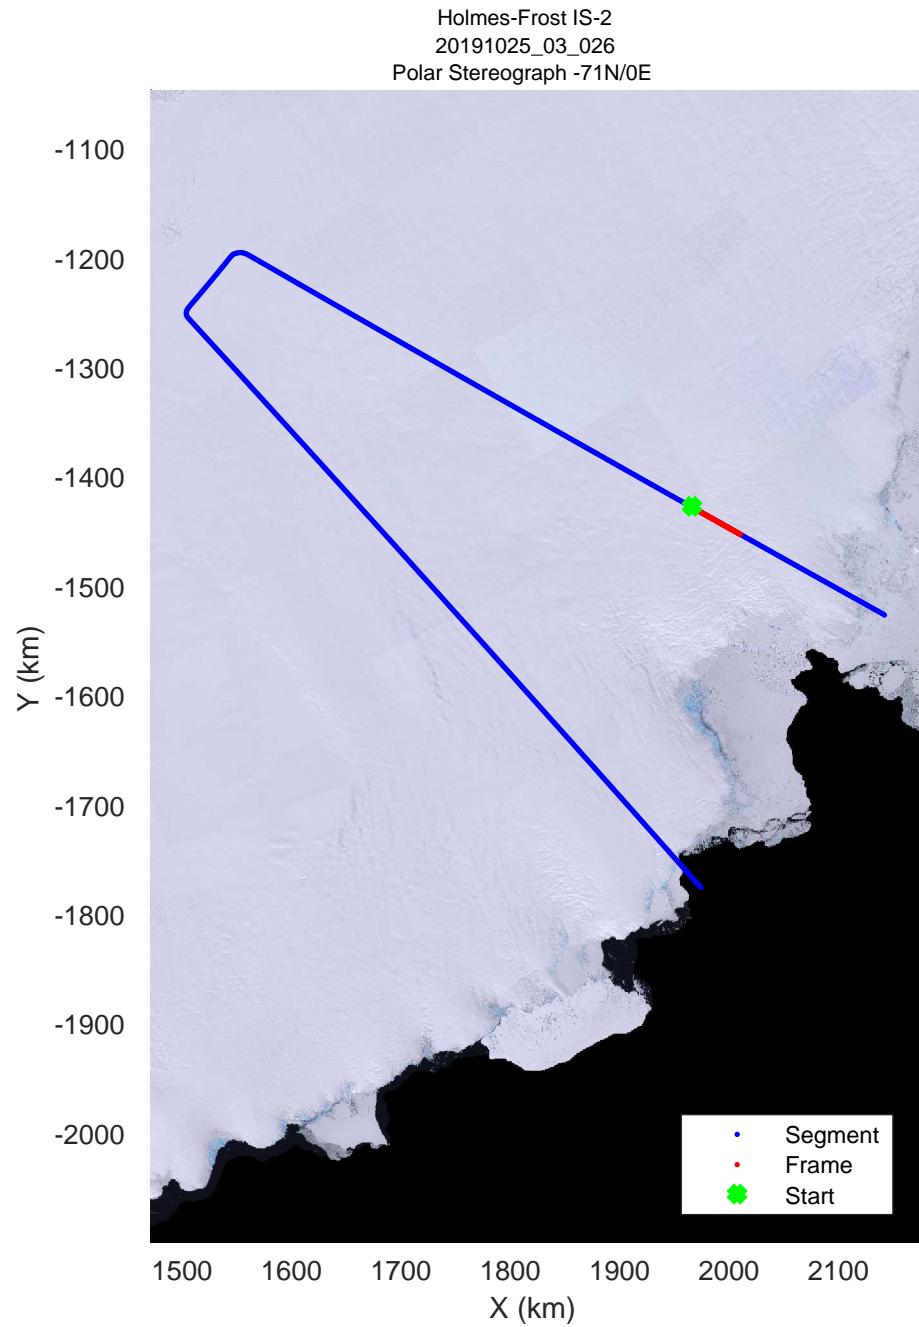 Holmes-Frost IS-2
20191025_03_026
Polar Stereograph -71N/0E
-1100
-1200
-1300
-1400
-1500
-1600
-1700
-1800
-1900
-2000
Y (km)
Segment
Frame
Start
1500 1600 1700 1800 1900 2000 2100
X (km)